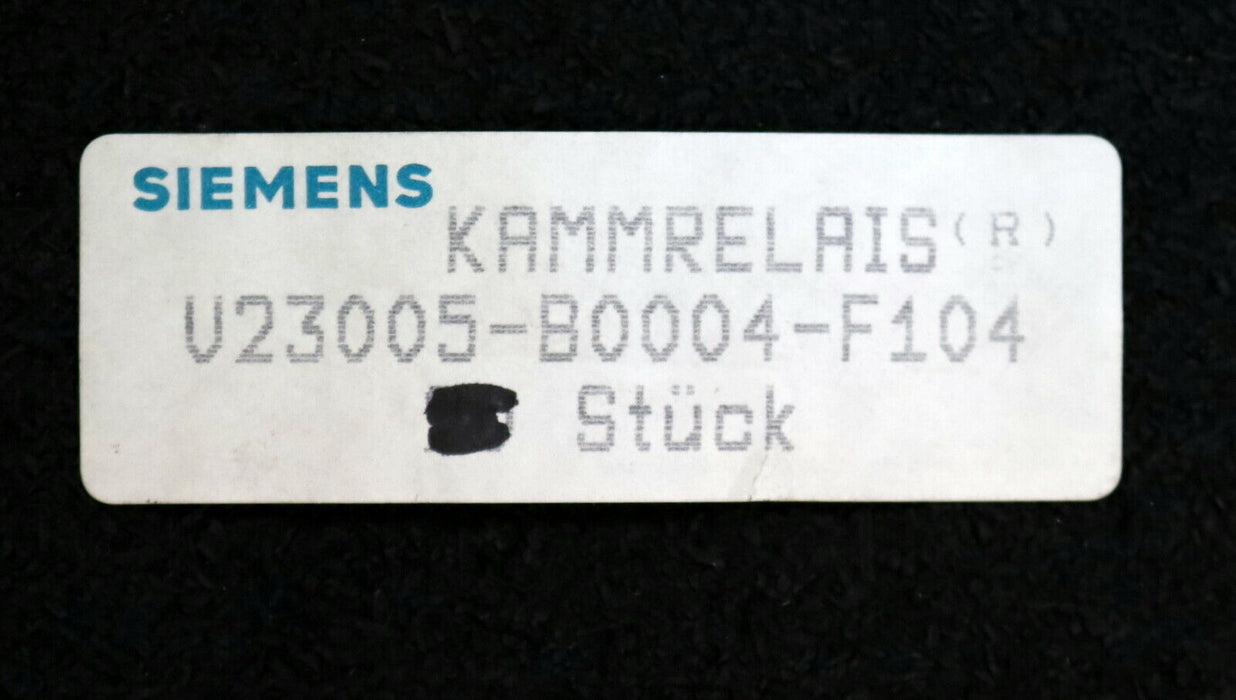 SIEMENS
KAMMRELAIS(R)
V23005-B0004-F104
Stück